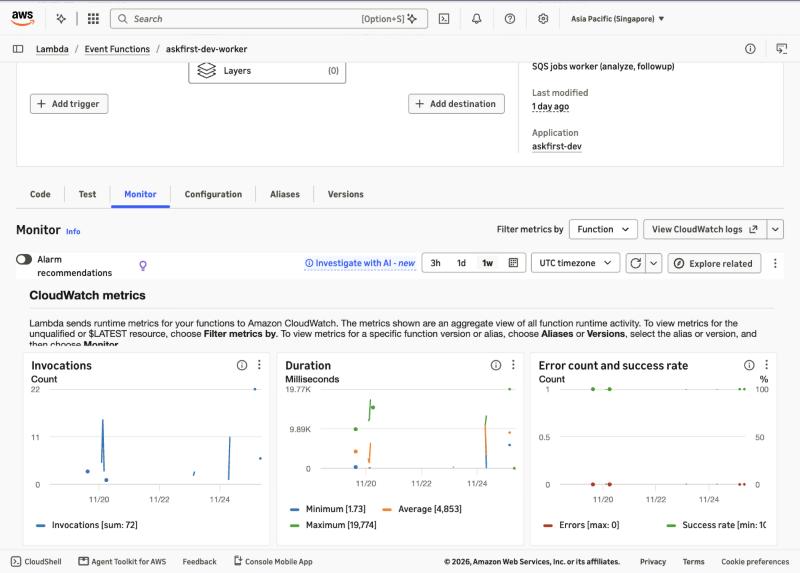 aws
Search [Option+S]
Asia Pacific (Singapore)
Lambda / Event Functions / askfirst-dev-worker
Layers (0)
SQS jobs worker (analyze, followup)
Add trigger
Add destination
Last modified
1 day ago
Application
askfirst-dev
Code Test Monitor Configuration Aliases Versions
Monitor Info
Filter metrics by Function View CloudWatch logs
Alarm
recommendations
Investigate with AI - new
3h 1d 1w
UTC timezone
Explore related
CloudWatch metrics
Lambda sends runtime metrics for your functions to Amazon CloudWatch. The metrics shown are an aggregate view of all function runtime activity. To view metrics for the
unqualified or $LATEST resource, choose Filter metrics by. To view metrics for a specific function version or alias, choose Aliases or Versions, select the alias or version, and
then choose Monitor.
Invocations
Count
22
11
0
11/20 11/22 11/24
Invocations [sum: 72]
Duration
Milliseconds
19.77K
9.89K
0
11/20 11/22 11/24
Minimum [1.73] Average [4,853]
Maximum [19,774]
Error count and success rate
Count %
1 100
0.5 50
0 0
11/20 11/22 11/24
Errors [max: 0] Success rate [min: 10
CloudShell Agent Toolkit for AWS Feedback Console Mobile App © 2026, Amazon Web Services, Inc. or its affiliates. Privacy Terms Cookie preferences